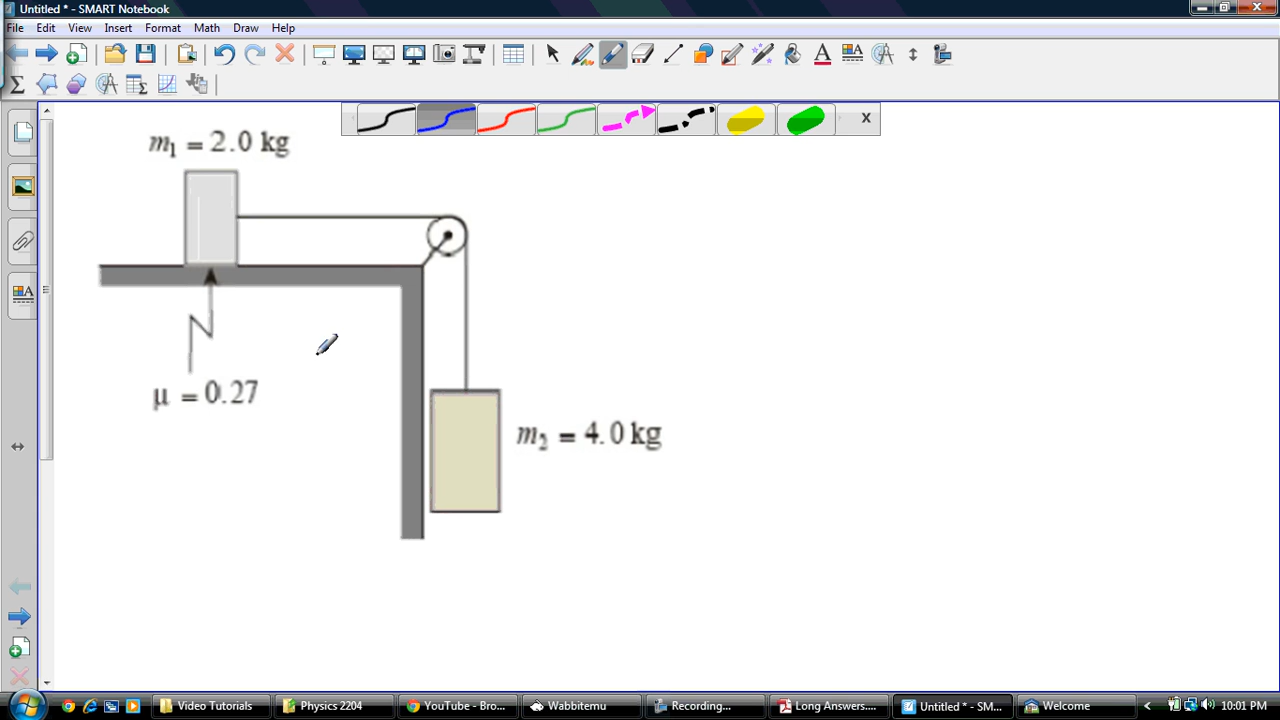 Untitled * - SMART Notebook
File Edit View Insert Format Math Draw Help
x
m₁ = 2.0 kg
μ = 0.27
m₂ = 4.0 kg
Video Tutorials
Physics 2204
YouTube - Bro...
Wabbitemu
Recording...
Long Answers....
Untitled * - SM...
Welcome
10:01 PM